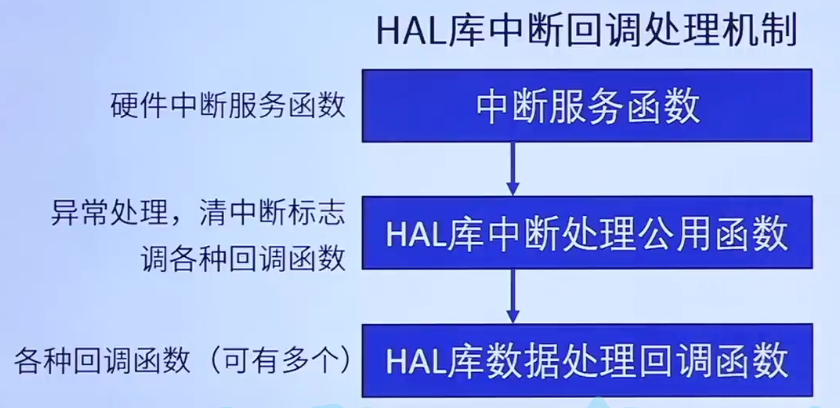 HAL库中断回调处理机制
硬件中断服务函数
中断服务函数
异常处理，清中断标志
调各种回调函数
HAL库中断处理公用函数
各种回调函数（可有多个）
HAL库数据处理回调函数